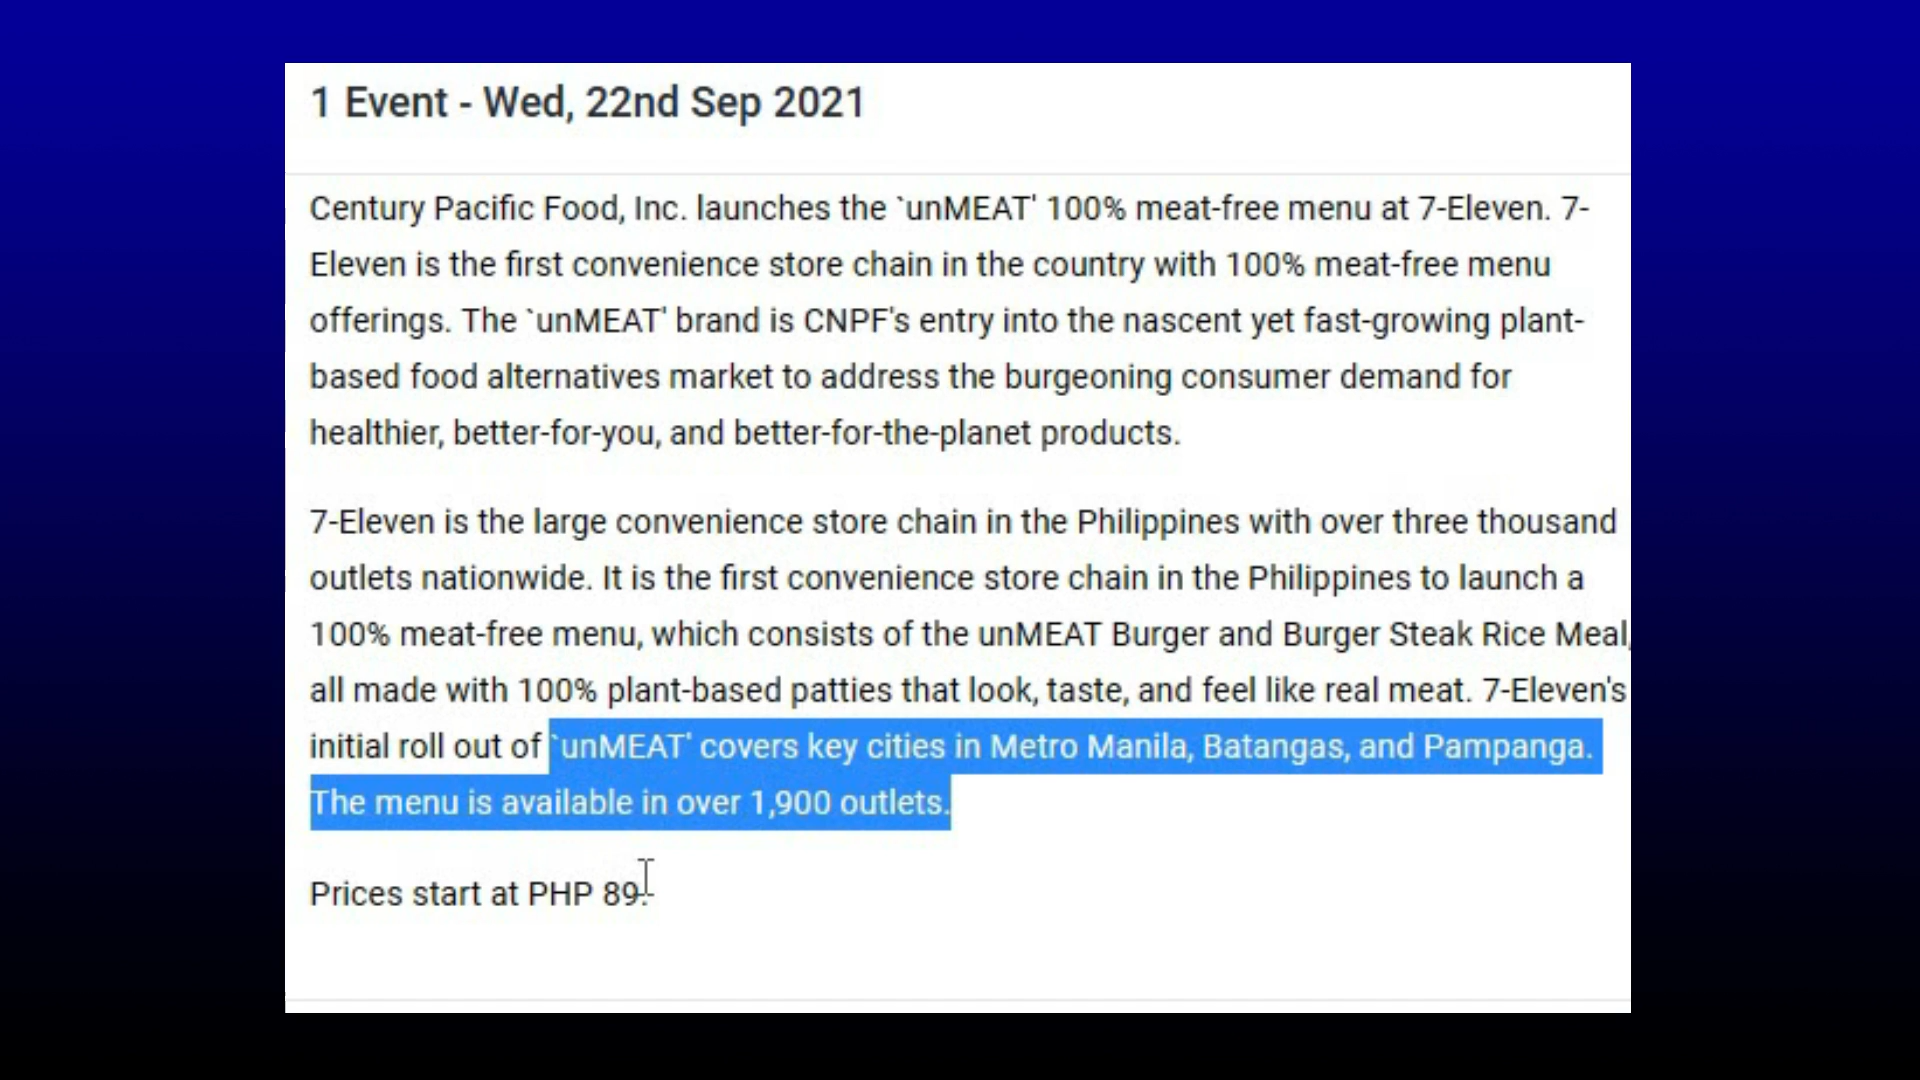 1 Event - Wed, 22nd Sep 2021
Century Pacific Food, Inc. launches the `unMEAT' 100% meat-free menu at 7-Eleven. 7-
Eleven is the first convenience store chain in the country with 100% meat-free menu
offerings. The `unMEAT' brand is CNPF's entry into the nascent yet fast-growing plant-
based food alternatives market to address the burgeoning consumer demand for
healthier, better-for-you, and better-for-the-planet products.
7-Eleven is the large convenience store chain in the Philippines with over three thousand
outlets nationwide. It is the first convenience store chain in the Philippines to launch a
100% meat-free menu, which consists of the unMEAT Burger and Burger Steak Rice Meal,
all made with 100% plant-based patties that look, taste, and feel like real meat. 7-Eleven's
initial roll out of `unMEAT' covers key cities in Metro Manila, Batangas, and Pampanga.
The menu is available in over 1,900 outlets.
Prices start at PHP 89.